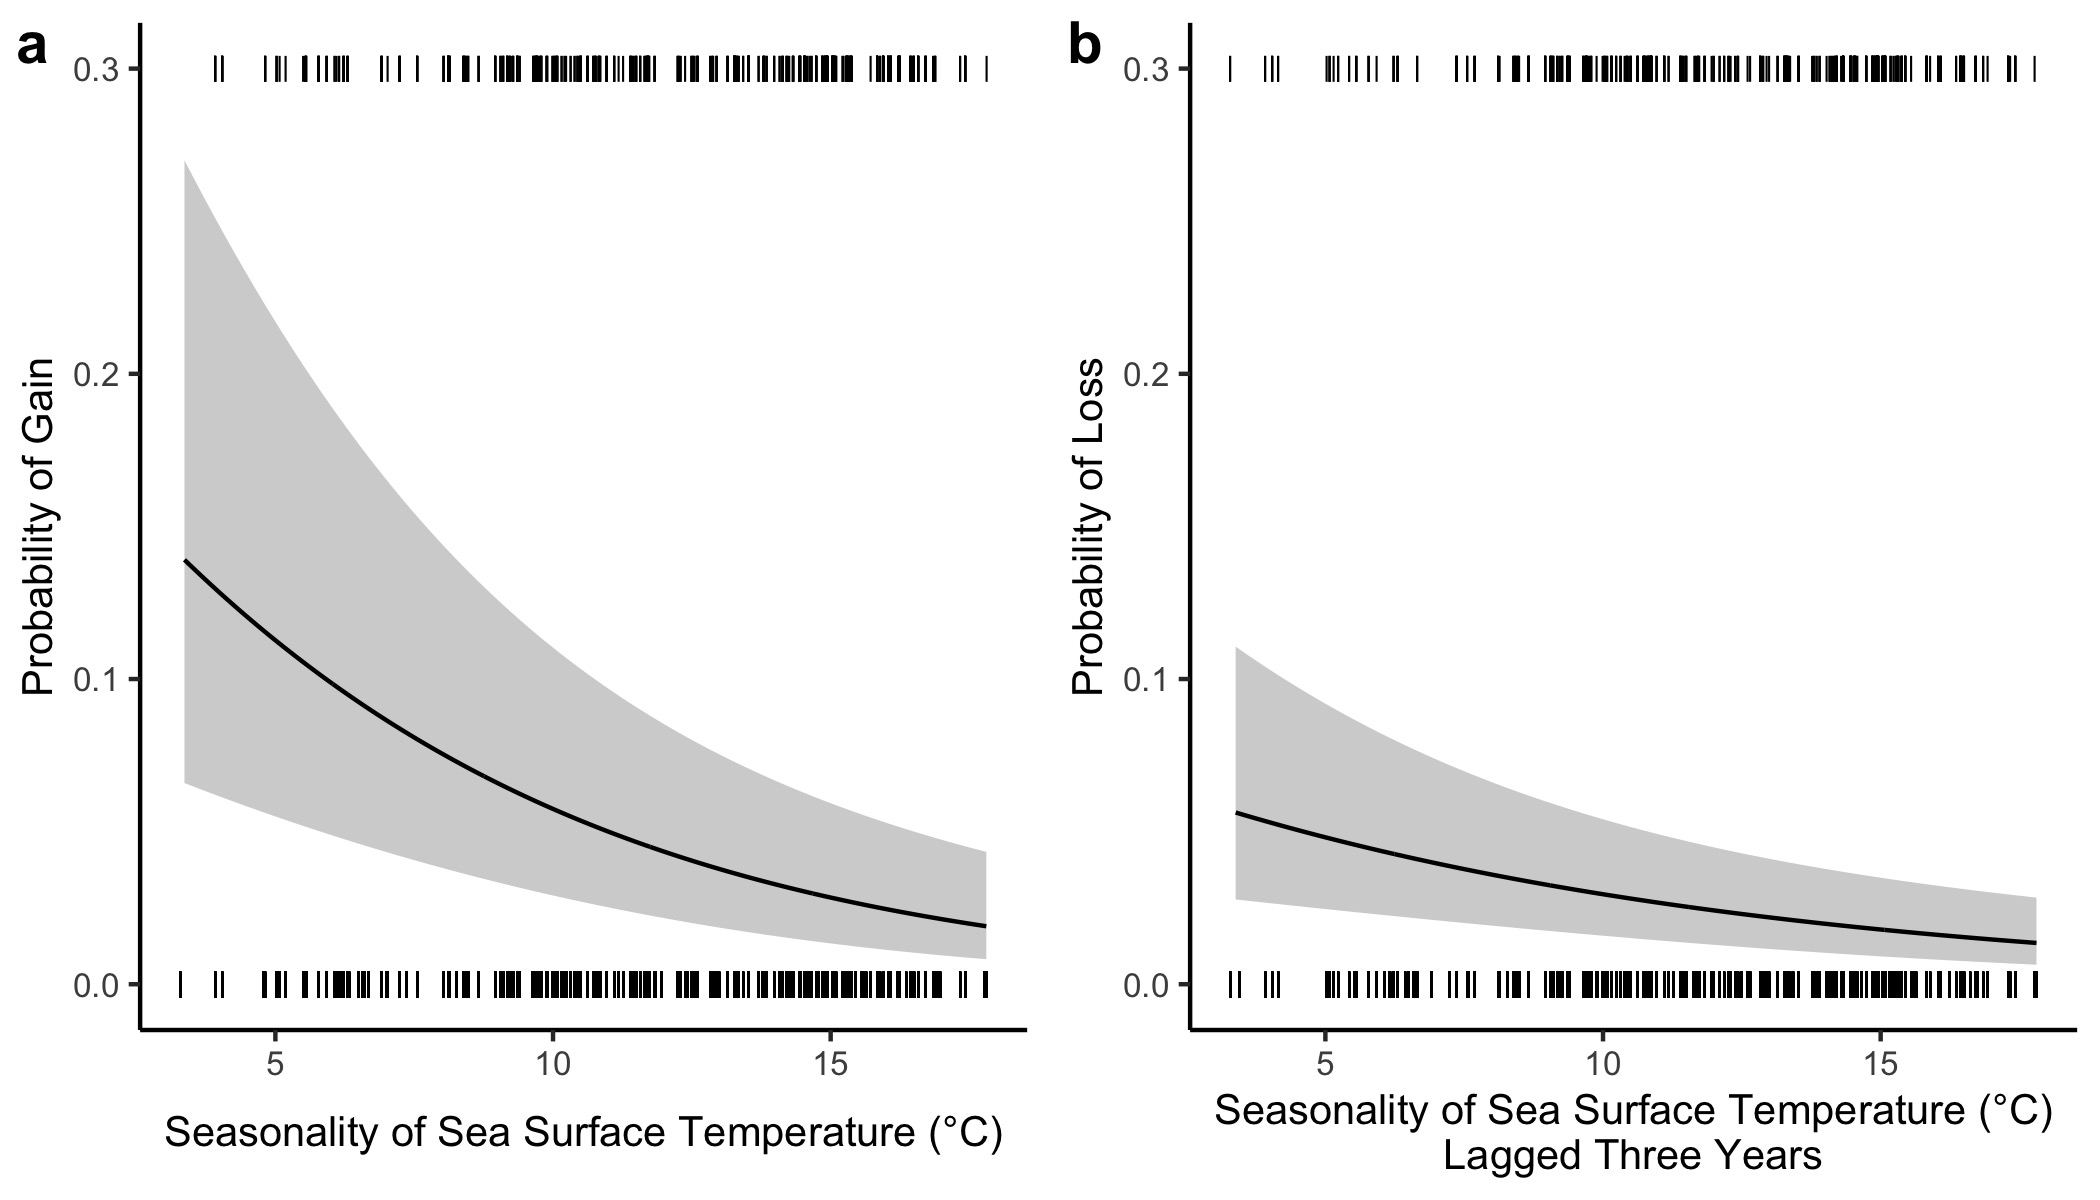 a
Probability of Gain
0.3
0.2
0.1
0.0
5 10 15
Seasonality of Sea Surface Temperature (°C)
b
Probability of Loss
0.3
0.2
0.1
0.0
5 10 15
Seasonality of Sea Surface Temperature (°C)
Lagged Three Years